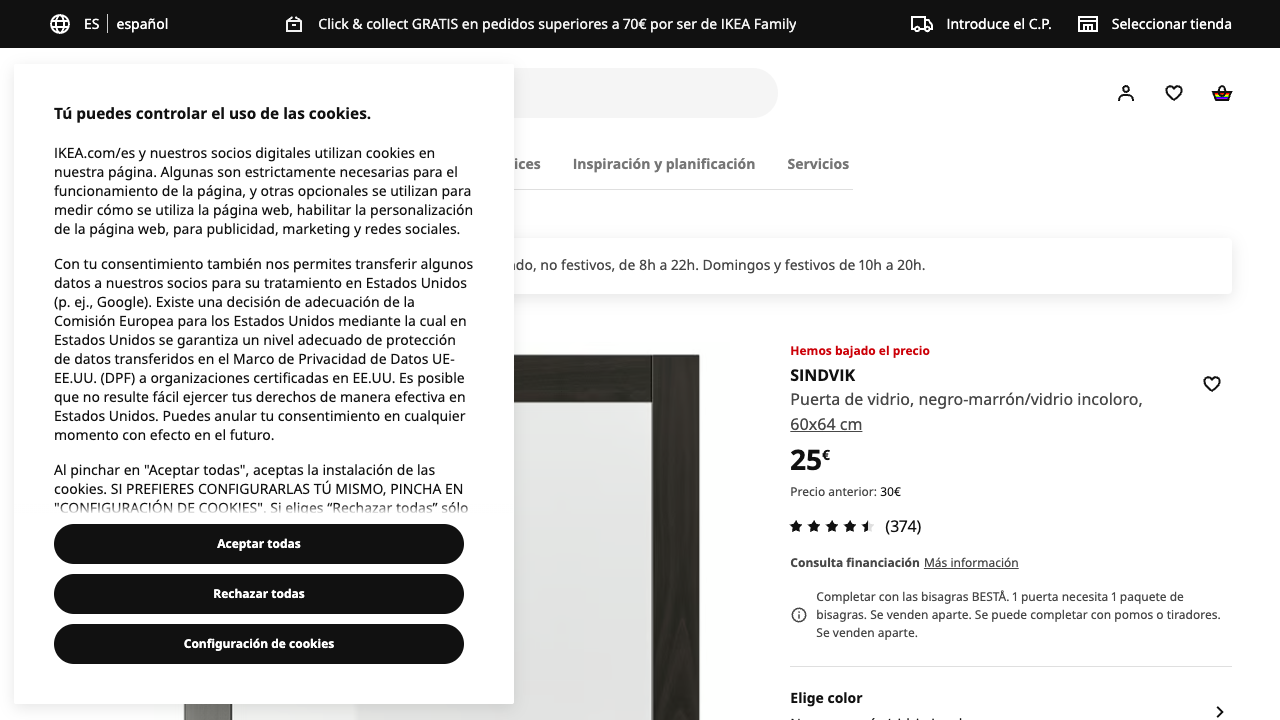 ES español
Click & collect GRATIS en pedidos superiores a 70€ por ser de IKEA Family
Introduce el C.P.
Seleccionar tienda
Tú puedes controlar el uso de las cookies.
IKEA.com/es y nuestros socios digitales utilizan cookies en
nuestra página. Algunas son estrictamente necesarias para el
funcionamiento de la página, y otras opcionales se utilizan para
medir cómo se utiliza la página web, habilitar la personalización
de la página web, para publicidad, marketing y redes sociales.
Con tu consentimiento también nos permites transferir algunos
datos a nuestros socios para su tratamiento en Estados Unidos
(p. ej., Google). Existe una decisión de adecuación de la
Comisión Europea para los Estados Unidos mediante la cual en
Estados Unidos se garantiza un nivel adecuado de protección
de datos transferidos en el Marco de Privacidad de Datos UE-
EE.UU. (DPF) a organizaciones certificadas en EE.UU. Es posible
que no resulte fácil ejercer tus derechos de manera efectiva en
Estados Unidos. Puedes anular tu consentimiento en cualquier
momento con efecto en el futuro.
Al pinchar en "Aceptar todas", aceptas la instalación de las
cookies. SI PREFIERES CONFIGURARLAS TÚ MISMO, PINCHA EN
"CONFIGURACIÓN DE COOKIES". Si eliges “Rechazar todas” sólo
Aceptar todas
Rechazar todas
Configuración de cookies
ices
Inspiración y planificación
Servicios
do, no festivos, de 8h a 22h. Domingos y festivos de 10h a 20h.
Hemos bajado el precio
SINDVIK
Puerta de vidrio, negro-marrón/vidrio incoloro,
60x64 cm
25€
Precio anterior: 30€
(374)
Consulta financiación Más información
Completar con las bisagras BESTÅ. 1 puerta necesita 1 paquete de
bisagras. Se venden aparte. Se puede completar con pomos o tiradores.
Se venden aparte.
Elige color